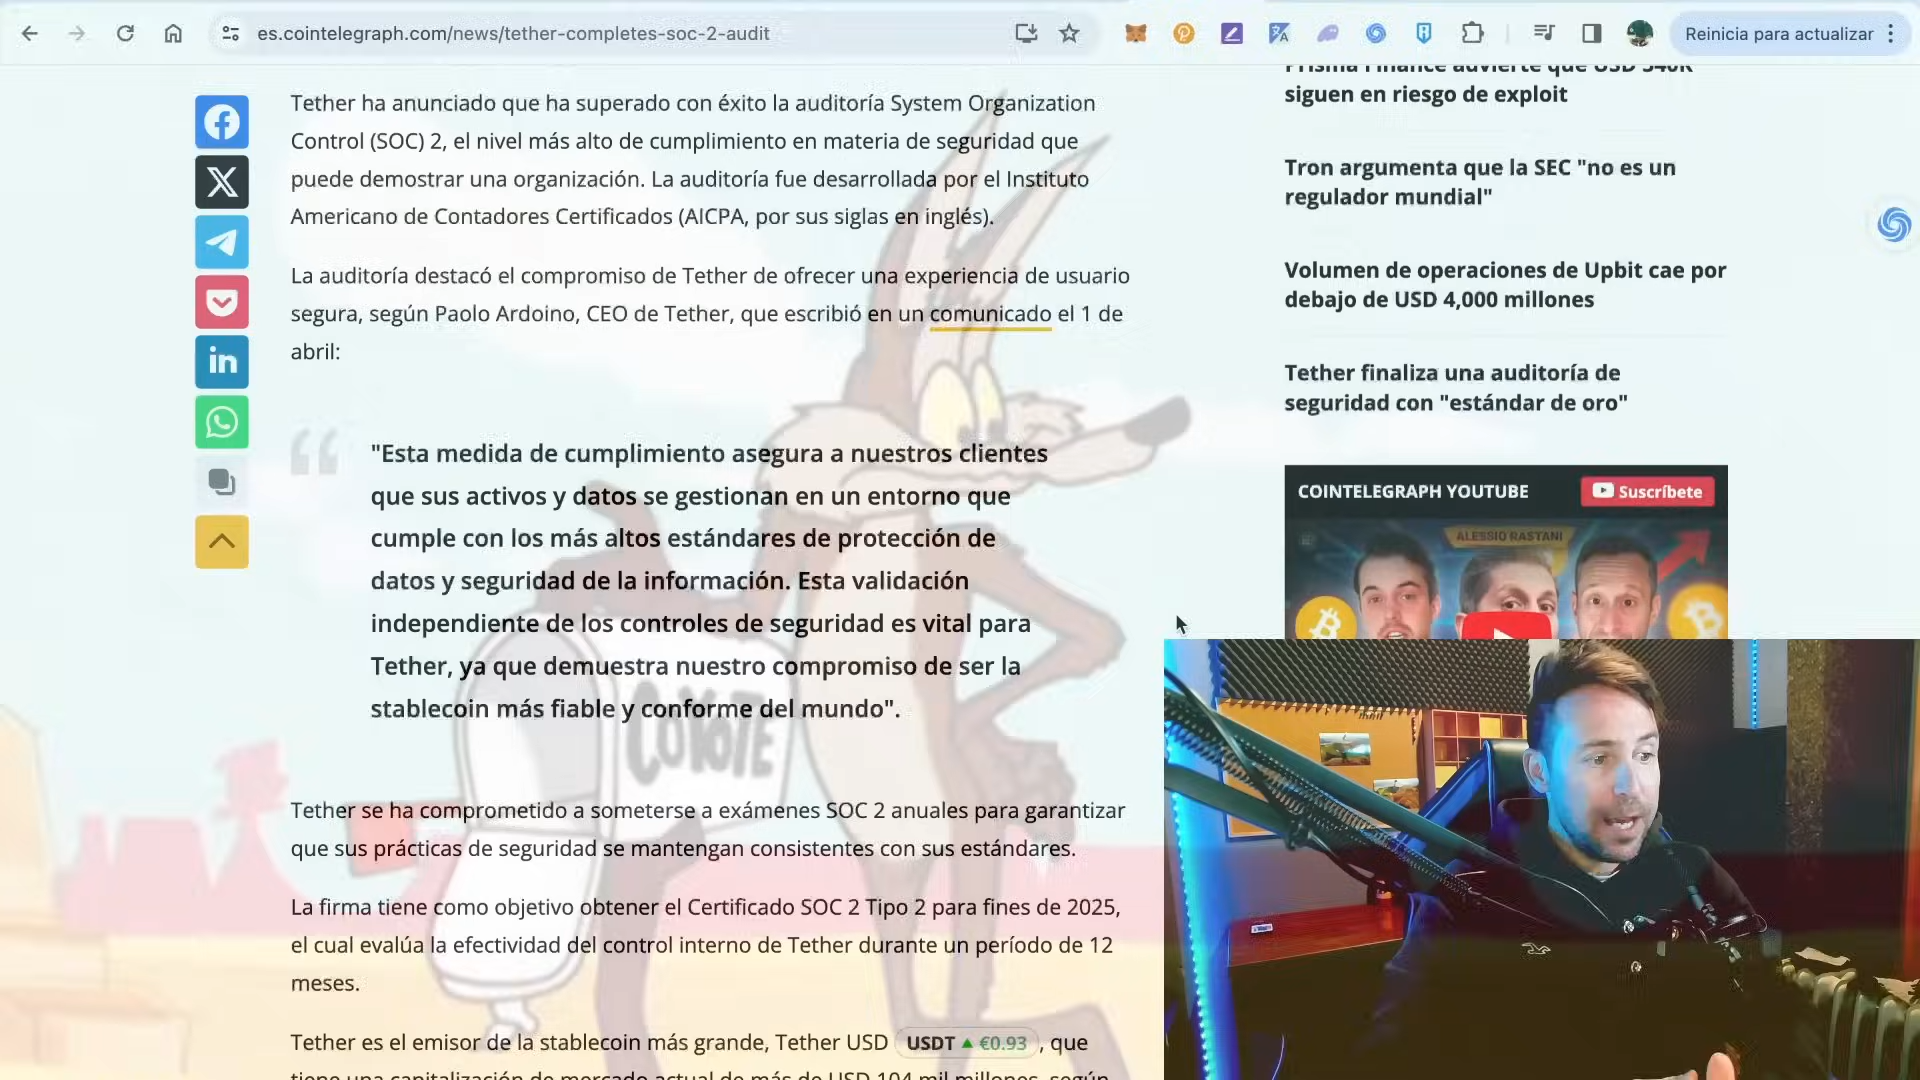 es.cointelegraph.com/news/tether-completes-soc-2-audit
Reinicia para actualizar
Tether ha anunciado que ha superado con éxito la auditoría System Organization
Control (SOC) 2, el nivel más alto de cumplimiento en materia de seguridad que
puede demostrar una organización. La auditoría fue desarrollada por el Instituto
Americano de Contadores Certificados (AICPA, por sus siglas en inglés).
La auditoría destacó el compromiso de Tether de ofrecer una experiencia de usuario
segura, según Paolo Ardoino, CEO de Tether, que escribió en un comunicado el 1 de
abril:
"Esta medida de cumplimiento asegura a nuestros clientes
que sus activos y datos se gestionan en un entorno que
cumple con los más altos estándares de protección de
datos y seguridad de la información. Esta validación
independiente de los controles de seguridad es vital para
Tether, ya que demuestra nuestro compromiso de ser la
stablecoin más fiable y conforme del mundo".
COYOTE
Tether se ha comprometido a someterse a exámenes SOC 2 anuales para garantizar
que sus prácticas de seguridad se mantengan consistentes con sus estándares.
La firma tiene como objetivo obtener el Certificado SOC 2 Tipo 2 para fines de 2025,
el cual evalúa la efectividad del control interno de Tether durante un período de 12
meses.
Tether es el emisor de la stablecoin más grande, Tether USD USDT ▲ €0.93 , que
tiene una capitalización de mercado actual de más de USD 104 mil millones, según
Prisma Finance advierte que USD 540K
siguen en riesgo de exploit
Tron argumenta que la SEC "no es un
regulador mundial"
Volumen de operaciones de Upbit cae por
debajo de USD 4,000 millones
Tether finaliza una auditoría de
seguridad con "estándar de oro"
COINTELEGRAPH YOUTUBE
Suscríbete
ALESSIO RASTANI